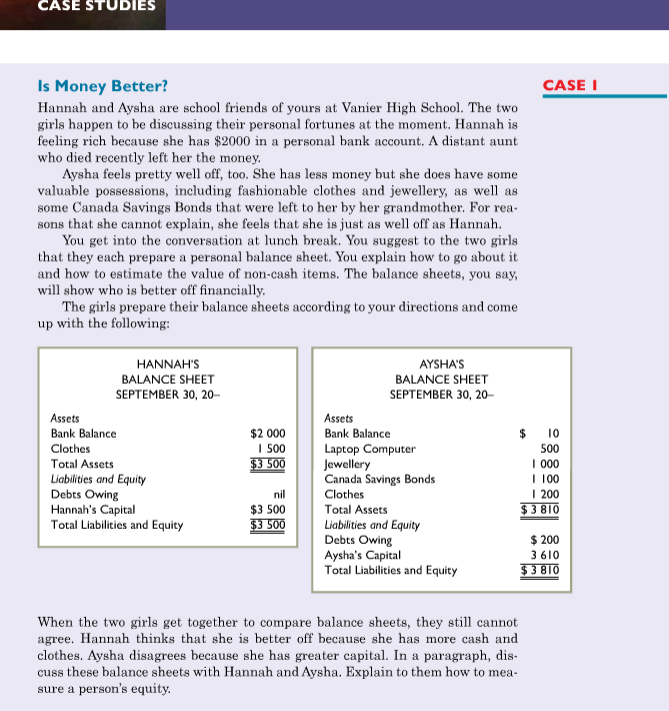 CASE STUDIES
Is Money Better?
CASE 1
Hannah and Aysha are school friends of yours at Vanier High School. The two
girls happen to be discussing their personal fortunes at the moment. Hannah is
feeling rich because she has $2000 in a personal bank account. A distant aunt
who died recently left her the money.
Aysha feels pretty well off, too. She has less money but she does have some
valuable possessions, including fashionable clothes and jewellery, as well as
some Canada Savings Bonds that were left to her by her grandmother. For rea-
sons that she cannot explain, she feels that she is just as well off as Hannah.
You get into the conversation at lunch break. You suggest to the two girls
that they each prepare a personal balance sheet. You explain how to go about it
and how to estimate the value of non-cash items. The balance sheets, you say,
will show who is better off financially.
The girls prepare their balance sheets according to your directions and come
up with the following:
HANNAH'S
BALANCE SHEET
SEPTEMBER 30, 20–
Assets
Bank Balance $2 000
Clothes 1 500
Total Assets $3 500
Liabilities and Equity
Debts Owing nil
Hannah's Capital $3 500
Total Liabilities and Equity $3 500
AYSHA'S
BALANCE SHEET
SEPTEMBER 30, 20–
Assets
Bank Balance $ 10
Laptop Computer 500
Jewellery 1 000
Canada Savings Bonds 1 100
Clothes 1 200
Total Assets $ 3 810
Liabilities and Equity
Debts Owing $ 200
Aysha's Capital 3 610
Total Liabilities and Equity $ 3 810
When the two girls get together to compare balance sheets, they still cannot
agree. Hannah thinks that she is better off because she has more cash and
clothes. Aysha disagrees because she has greater capital. In a paragraph, dis-
cuss these balance sheets with Hannah and Aysha. Explain to them how to mea-
sure a person's equity.